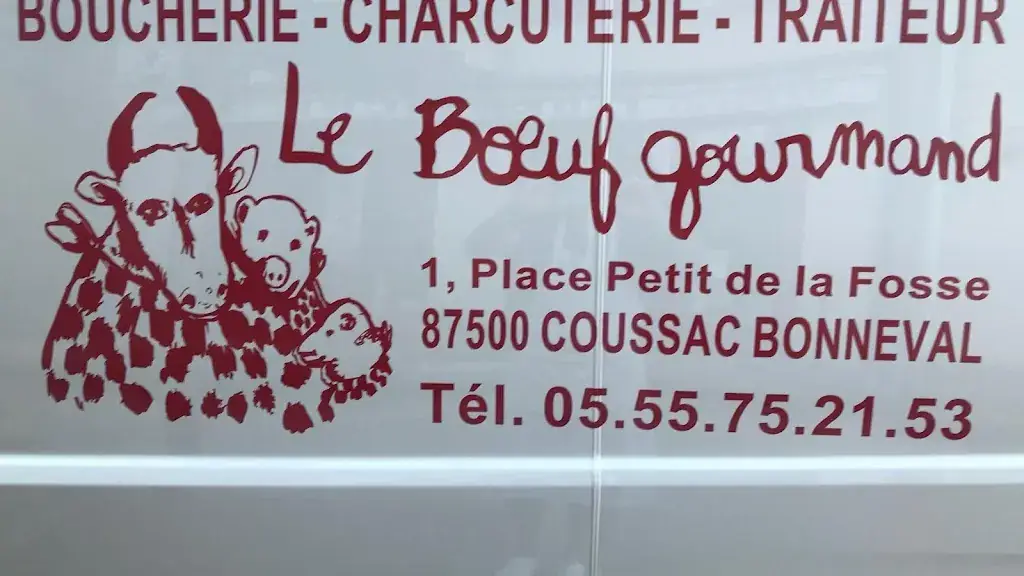 BOUCHERIE - CHARCUTERIE - TRAITEUR
Le Bœuf gourmand
1, Place Petit de la Fosse
87500 COUSSAC BONNEVAL
Tél. 05.55.75.21.53